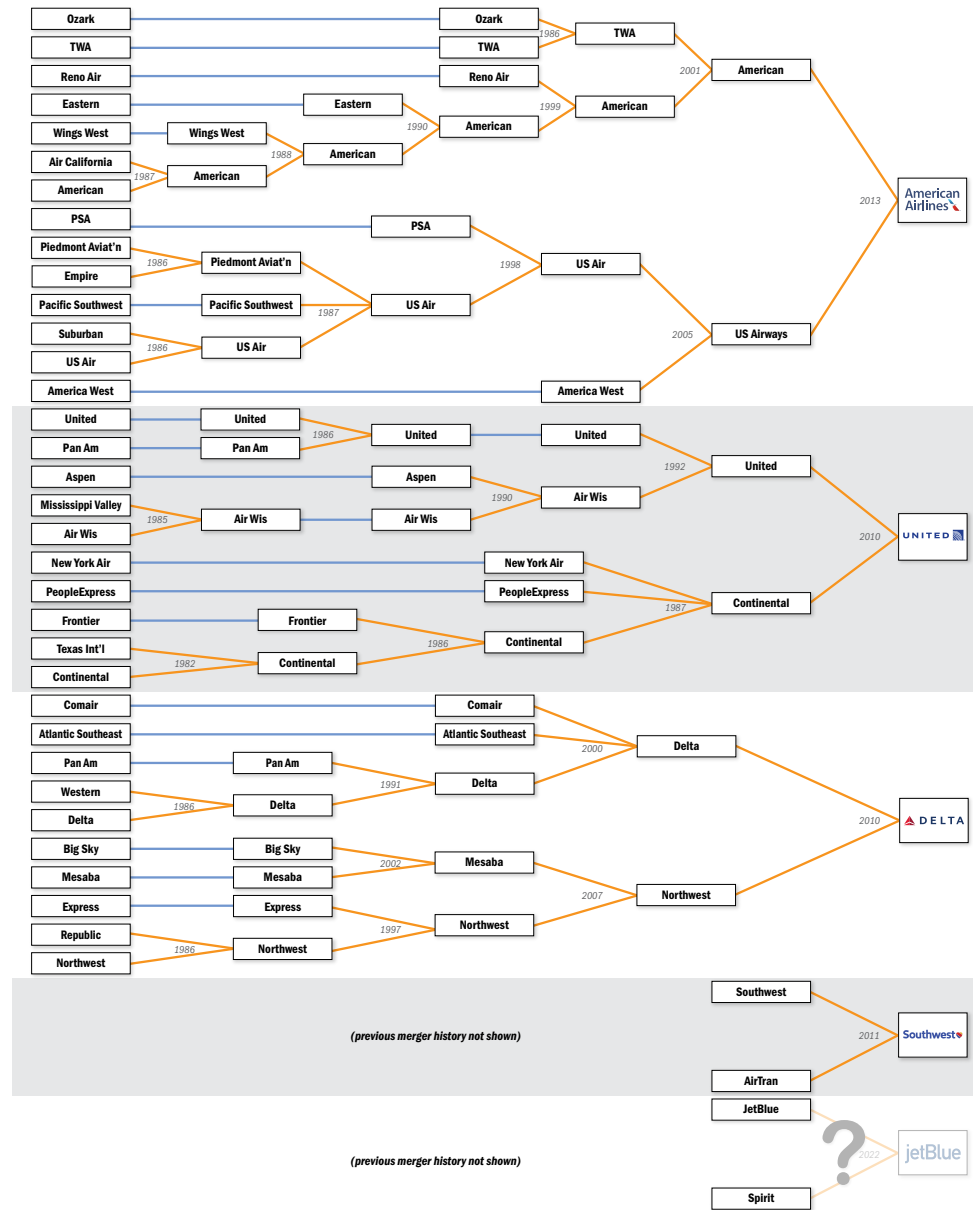 Ozark
Ozark
1986
TWA
TWA
TWA
Reno Air
Reno Air
2001
American
Eastern
Eastern
1999
American
1990
American
Wings West
Wings West
1988
American
Air California
1987
American
American
2013
American
Airlines
PSA
PSA
Piedmont Aviat'n
1986
Piedmont Aviat'n
Empire
1998
US Air
Pacific Southwest
Pacific Southwest
1987
US Air
Suburban
1986
US Air
US Air
2005
US Airways
America West
America West
United
United
1986
United
United
Pan Am
Pan Am
1992
United
Aspen
Aspen
1990
Air Wis
Mississippi Valley
1985
Air Wis
Air Wis
Air Wis
2010
UNITED
New York Air
New York Air
PeopleExpress
PeopleExpress
1987
Continental
Frontier
Frontier
1986
Continental
Texas Int'l
1982
Continental
Continental
Comair
Comair
Atlantic Southeast
Atlantic Southeast
2000
Delta
Pan Am
Pan Am
1991
Delta
Western
1986
Delta
Delta
2010
DELTA
Big Sky
Big Sky
2002
Mesaba
Mesaba
Mesaba
2007
Northwest
Express
Express
1997
Northwest
Republic
1986
Northwest
Northwest
Southwest
(previous merger history not shown)
2011
Southwest
AirTran
JetBlue
(previous merger history not shown)
?
2022
jetBlue
Spirit